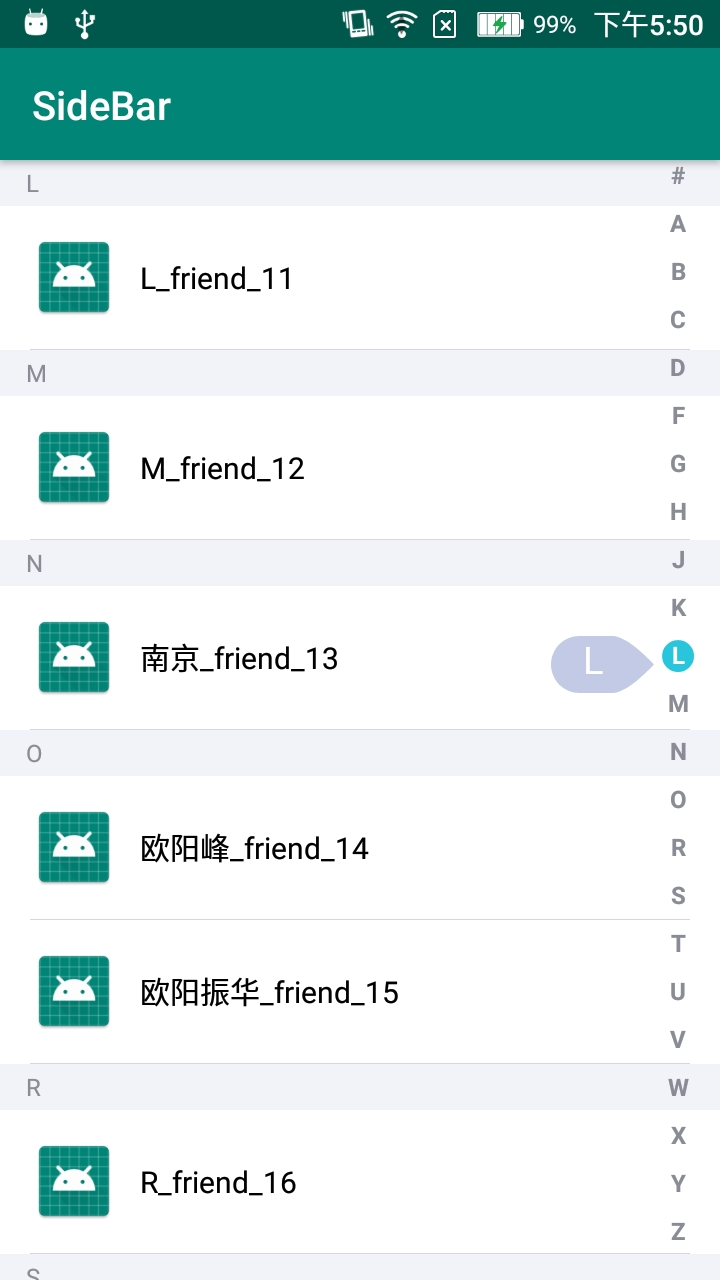 99% 下午5:50
SideBar
L
L_friend_11
M
M_friend_12
N
南京_friend_13
L
O
欧阳峰_friend_14
欧阳振华_friend_15
R
R_friend_16
S
#
A
B
C
D
F
G
H
J
K
L
M
N
O
R
S
T
U
V
W
X
Y
Z